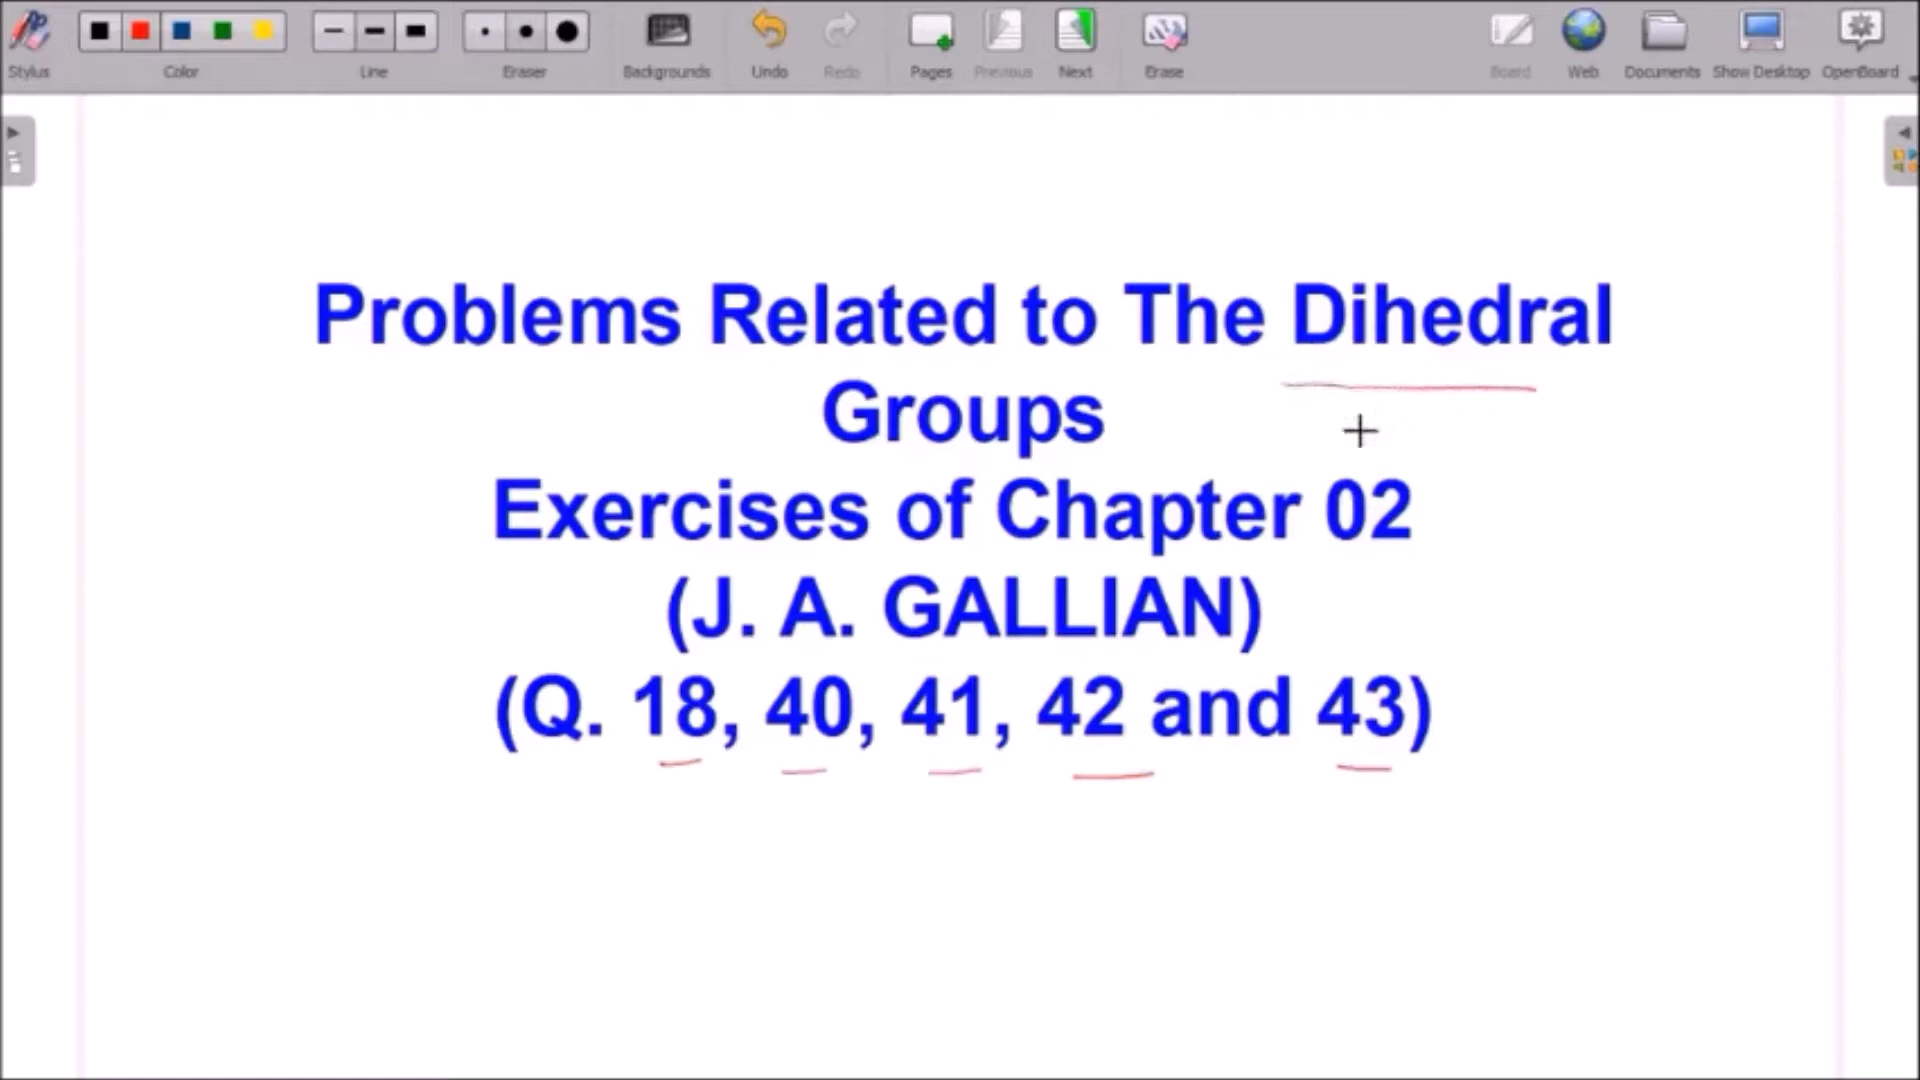 Stylus Color Line Eraser Backgrounds Undo Redo Pages Previous Next Erase Board Web Documents Show Desktop OpenBoard
Problems Related to The Dihedral
Groups
Exercises of Chapter 02
(J. A. GALLIAN)
(Q. 18, 40, 41, 42 and 43)